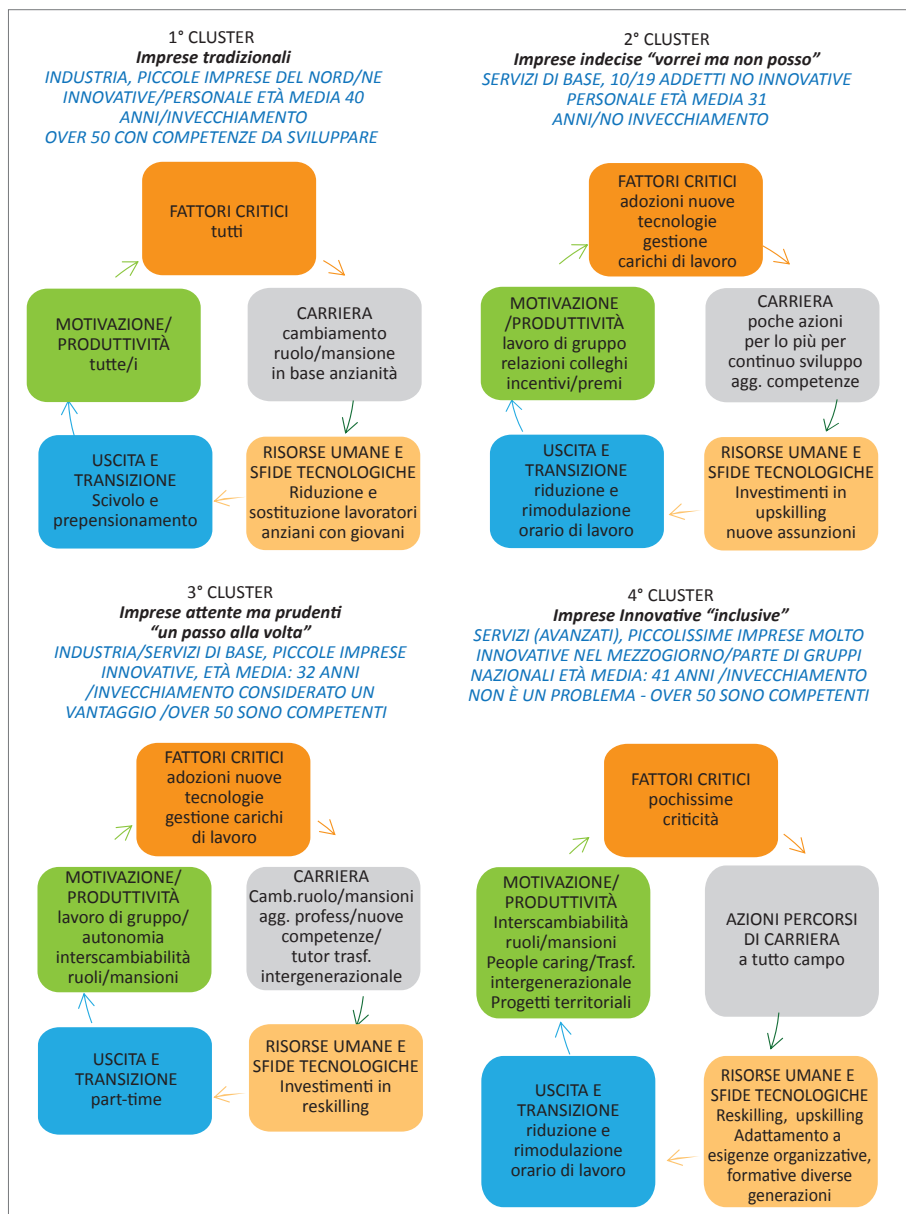 1° CLUSTER
Imprese tradizionali
INDUSTRIA, PICCOLE IMPRESE DEL NORD/NE
INNOVATIVE/PERSONALE ETÀ MEDIA 40
ANNI/INVECCHIAMENTO
OVER 50 CON COMPETENZE DA SVILUPPARE
FATTORI CRITICI
tutti
CARRIERA
cambiamento
ruolo/mansione
in base anzianità
RISORSE UMANE E
SFIDE TECNOLOGICHE
Riduzione e
sostituzione lavoratori
anziani con giovani
USCITA E
TRANSIZIONE
Scivolo e
prepensionamento
MOTIVAZIONE/
PRODUTTIVITÀ
tutte/i
2° CLUSTER
Imprese indecise “vorrei ma non posso”
SERVIZI DI BASE, 10/19 ADDETTI NO INNOVATIVE
PERSONALE ETÀ MEDIA 31
ANNI/NO INVECCHIAMENTO
FATTORI CRITICI
adozioni nuove
tecnologie
gestione
carichi di lavoro
CARRIERA
poche azioni
per lo più per
continuo sviluppo
agg. competenze
RISORSE UMANE E
SFIDE TECNOLOGICHE
Investimenti in
upskilling
nuove assunzioni
USCITA E
TRANSIZIONE
riduzione e
rimodulazione
orario di lavoro
MOTIVAZIONE
/PRODUTTIVITÀ
lavoro di gruppo
relazioni colleghi
incentivi/premi
3° CLUSTER
Imprese attente ma prudenti
“un passo alla volta”
INDUSTRIA/SERVIZI DI BASE, PICCOLE IMPRESE
INNOVATIVE, ETÀ MEDIA: 32 ANNI
/INVECCHIAMENTO CONSIDERATO UN
VANTAGGIO /OVER 50 SONO COMPETENTI
FATTORI CRITICI
adozioni nuove
tecnologie
gestione carichi
di lavoro
CARRIERA
Camb.ruolo/mansioni
agg. profess/nuove
competenze/
tutor trasf.
intergenerazionale
RISORSE UMANE E
SFIDE TECNOLOGICHE
Investimenti in
reskilling
USCITA E
TRANSIZIONE
part-time
MOTIVAZIONE/
PRODUTTIVITÀ
lavoro di gruppo/
autonomia
interscambiabilità
ruoli/mansioni
4° CLUSTER
Imprese Innovative “inclusive”
SERVIZI (AVANZATI), PICCOLISSIME IMPRESE MOLTO
INNOVATIVE NEL MEZZOGIORNO/PARTE DI GRUPPI
NAZIONALI ETÀ MEDIA: 41 ANNI /INVECCHIAMENTO
NON È UN PROBLEMA - OVER 50 SONO COMPETENTI
FATTORI CRITICI
pochissime
criticità
AZIONI PERCORSI
DI CARRIERA
a tutto campo
RISORSE UMANE E
SFIDE TECNOLOGICHE
Reskilling, upskilling
Adattamento a
esigenze organizzative,
formative diverse
generazioni
USCITA E
TRANSIZIONE
riduzione e
rimodulazione
orario di lavoro
MOTIVAZIONE/
PRODUTTIVITÀ
Interscambiabilità
ruoli/mansioni
People caring/Trasf.
intergenerazionale
Progetti territoriali